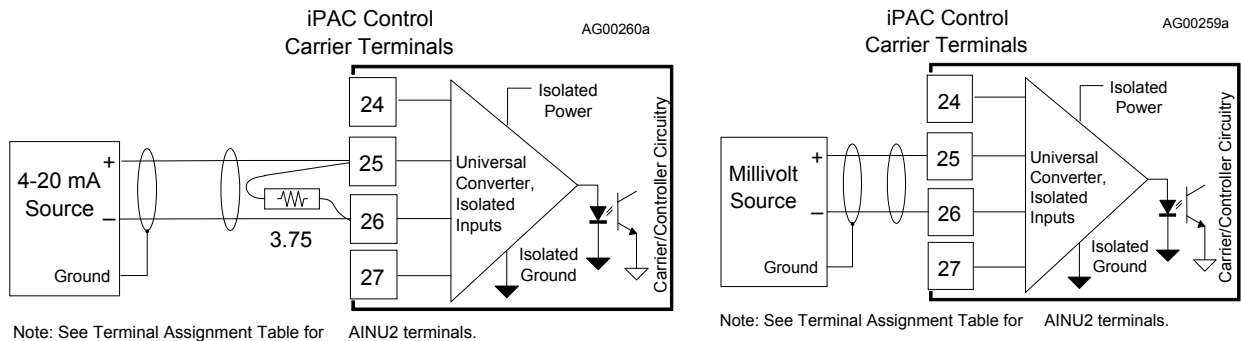 iPAC Control
Carrier Terminals
AG00260a
24
25
26
27
4-20 mA
Source
+
–
Ground
3.75
Universal
Converter,
Isolated
Inputs
Isolated
Power
Isolated
Ground
Carrier/Controller Circuitry
Note: See Terminal Assignment Table for AINU2 terminals.
iPAC Control
Carrier Terminals
AG00259a
24
25
26
27
Millivolt
Source
+
–
Ground
Universal
Converter,
Isolated
Inputs
Isolated
Power
Isolated
Ground
Carrier/Controller Circuitry
Note: See Terminal Assignment Table for AINU2 terminals.